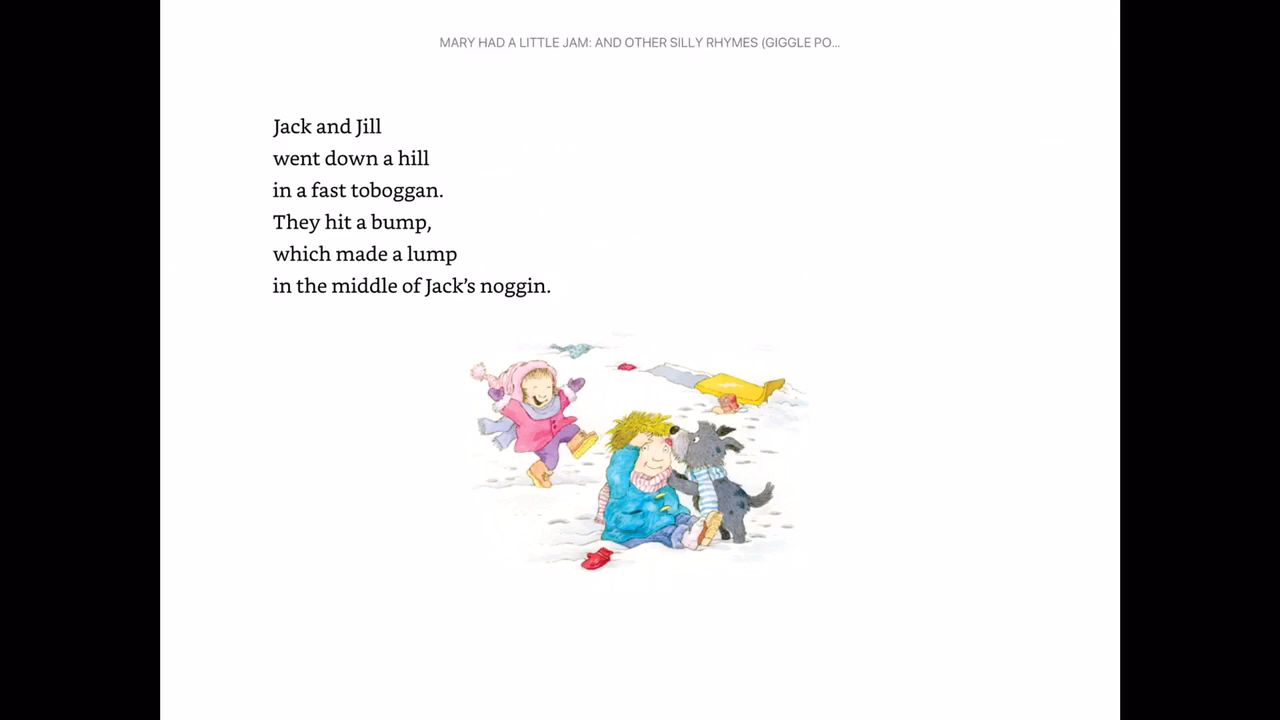 MARY HAD A LITTLE JAM: AND OTHER SILLY RHYMES (GIGGLE PO...
Jack and Jill
went down a hill
in a fast toboggan.
They hit a bump,
which made a lump
in the middle of Jack’s noggin.